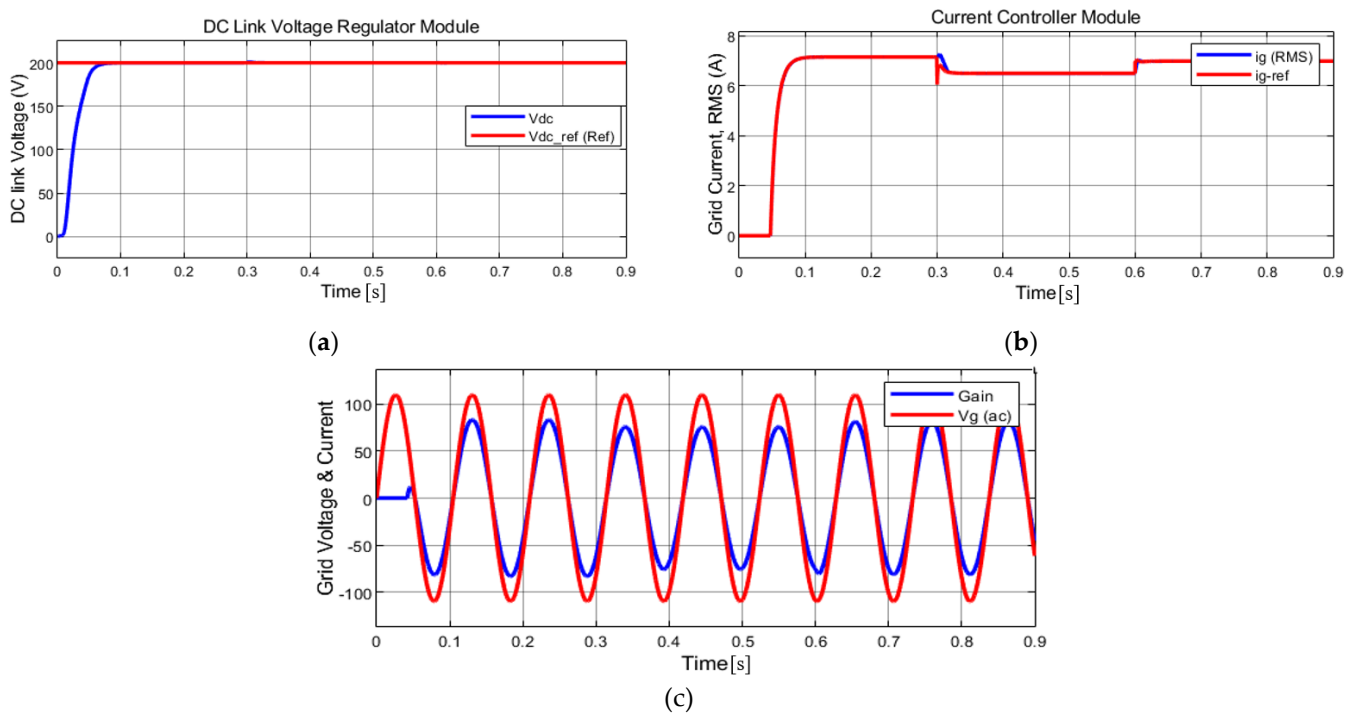 DC Link Voltage Regulator Module
DC link Voltage (V)
200
150
100
50
0
Vdc
Vdc_ref (Ref)
0 0.1 0.2 0.3 0.4 0.5 0.6 0.7 0.8 0.9
Time [s]
(a)
Current Controller Module
Grid Current, RMS (A)
8
6
4
2
0
ig (RMS)
ig-ref
0 0.1 0.2 0.3 0.4 0.5 0.6 0.7 0.8 0.9
Time [s]
(b)
Grid Voltage & Current
100
50
0
-50
-100
Gain
Vg (ac)
0 0.1 0.2 0.3 0.4 0.5 0.6 0.7 0.8 0.9
Time [s]
(c)